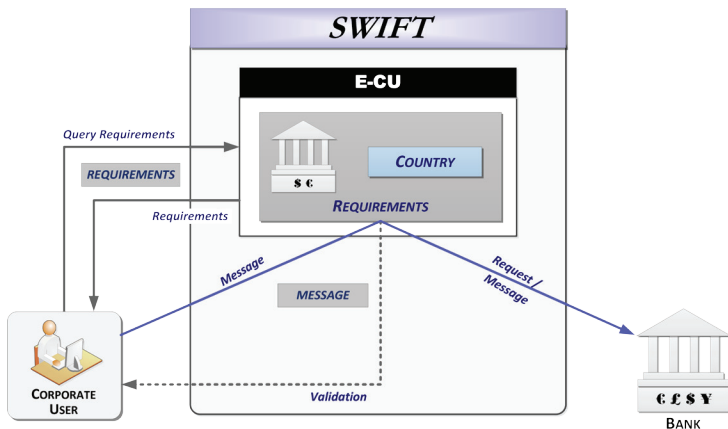 SWIFT
E-CU
Query Requirements
COUNTRY
REQUIREMENTS
$ €
Requirements
REQUIREMENTS
Message
Request /
Message
MESSAGE
CORPORATE
USER
Validation
€ £ $ ¥
BANK